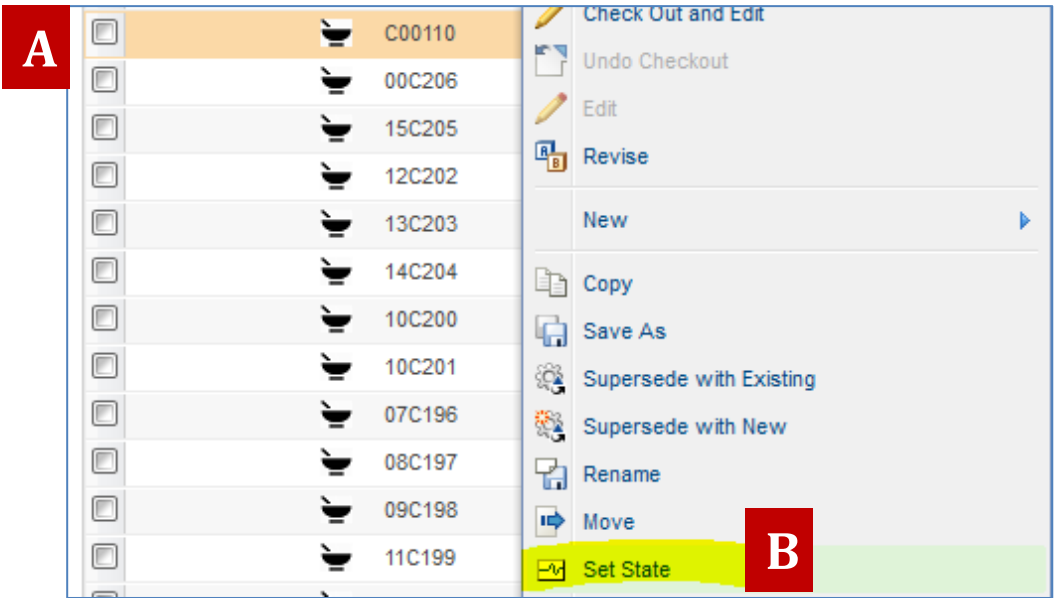 A
C00110
00C206
15C205
12C202
13C203
14C204
10C200
10C201
07C196
08C197
09C198
11C199
Check Out and Edit
Undo Checkout
Edit
Revise
New
Copy
Save As
Supersede with Existing
Supersede with New
Rename
Move
Set State
B